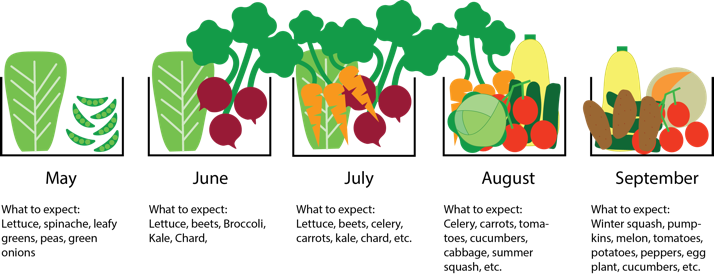 May
What to expect:
Lettuce, spinache, leafy
greens, peas, green
onions
June
What to expect:
Lettuce, beets, Broccoli,
Kale, Chard,
July
What to expect:
Lettuce, beets, celery,
carrots, kale, chard, etc.
August
What to expect:
Celery, carrots, toma-
toes, cucumbers,
cabbage, summer
squash, etc.
September
What to expect:
Winter squash, pump-
kins, melon, tomatoes,
potatoes, peppers, egg
plant, cucumbers, etc.